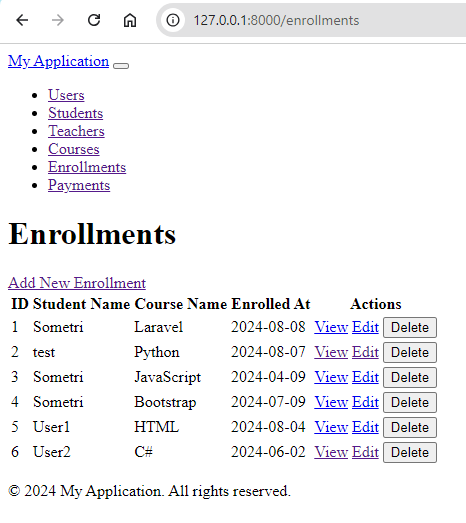 127.0.0.1:8000/enrollments
My Application
Users
Students
Teachers
Courses
Enrollments
Payments
Enrollments
Add New Enrollment
ID Student Name Course Name Enrolled At Actions
1 Sometri Laravel 2024-08-08 View Edit Delete
2 test Python 2024-08-07 View Edit Delete
3 Sometri JavaScript 2024-04-09 View Edit Delete
4 Sometri Bootstrap 2024-07-09 View Edit Delete
5 User1 HTML 2024-08-04 View Edit Delete
6 User2 C# 2024-06-02 View Edit Delete
© 2024 My Application. All rights reserved.